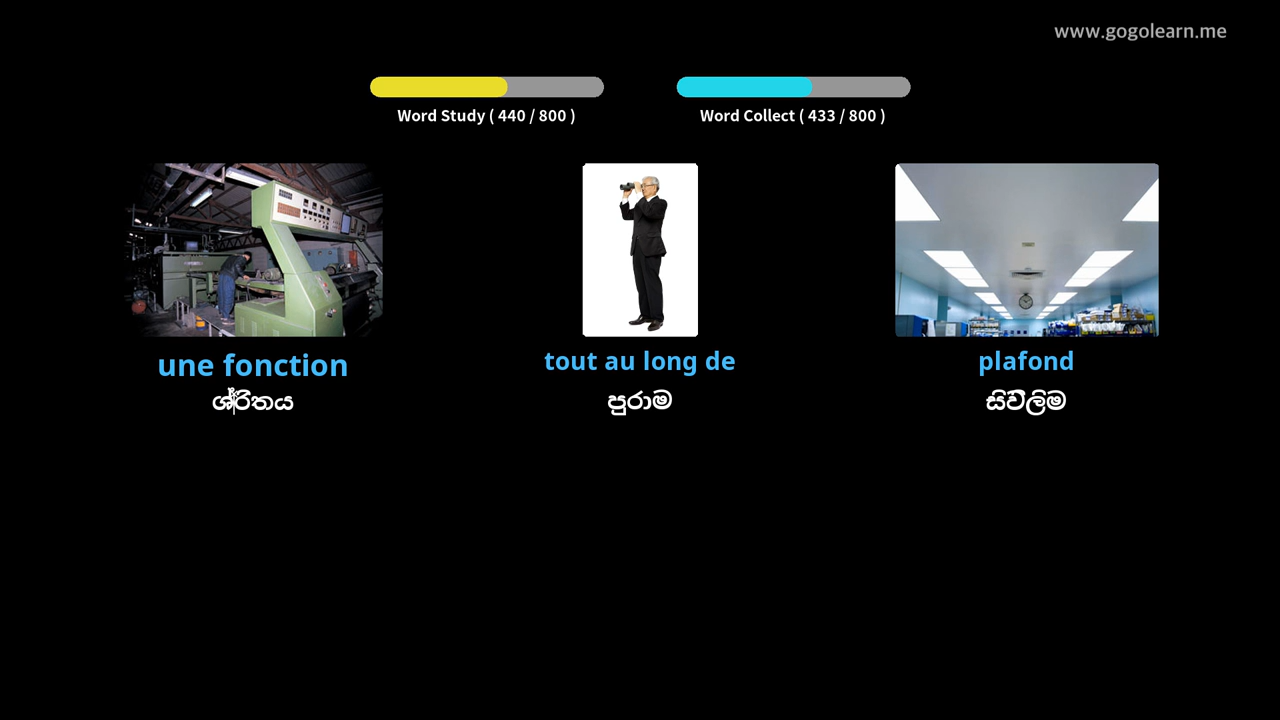 www.gogolearn.me
Word Study ( 440 / 800 )
Word Collect ( 433 / 800 )
une fonction
ශ්‍රිතය
tout au long de
පුරාම
plafond
සිවිලිම